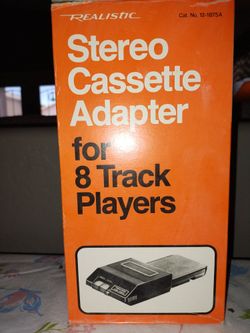 REALISTIC
Cat. No. 12-1875A
Stereo
Cassette
Adapter
for
8 Track
Players